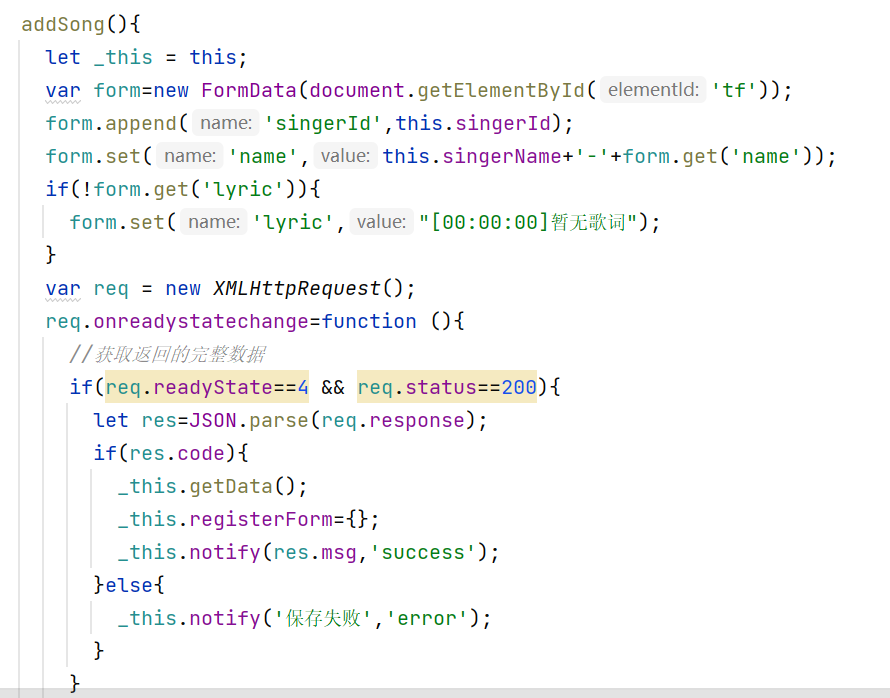 addSong(){
let _this = this;
var form=new FormData(document.getElementById( elementId: 'tf'));
form.append( name: 'singerId',this.singerId);
form.set( name: 'name', value: this.singerName+'-'+form.get('name'));
if(!form.get('lyric')){
form.set( name: 'lyric', value: "[00:00:00]暂无歌词");
}
var req = new XMLHttpRequest();
req.onreadystatechange=function (){
//获取返回的完整数据
if(req.readyState==4 && req.status==200){
let res=JSON.parse(req.response);
if(res.code){
_this.getData();
_this.registerForm={};
_this.notify(res.msg,'success');
}else{
_this.notify('保存失败','error');
}
}